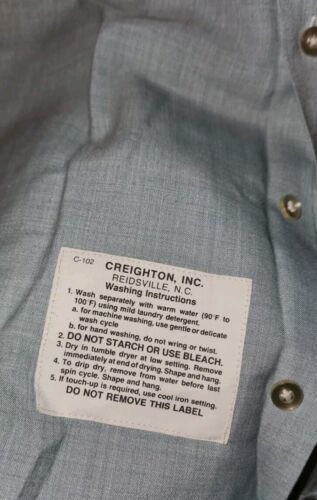 C-102
CREIGHTON, INC.
REIDSVILLE, N.C.
Washing Instructions
1. Wash separately with warm water (90°F to
100°F) using mild laundry detergent.
a. for machine washing, use gentle or delicate
wash cycle
b. for hand washing, do not wring or twist.
2. DO NOT STARCH OR USE BLEACH.
3. Dry in tumble dryer at low setting. Remove
immediately at end of drying. Shape and hang.
4. To drip dry, remove from water before last
spin cycle. Shape and hang.
5. If touch-up is required, use cool iron setting.
DO NOT REMOVE THIS LABEL